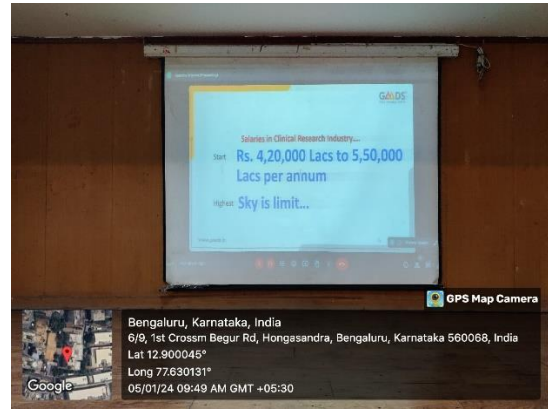 GMDS
Salaries in Clinical Research Industry...
Start Rs. 4,20,000 Lacs to 5,50,000
Lacs per annum
Highest Sky is limit...
GPS Map Camera
Bengaluru, Karnataka, India
6/9, 1st Crossm Begur Rd, Hongasandra, Bengaluru, Karnataka 560068, India
Lat 12.900045°
Long 77.630131°
05/01/24 09:49 AM GMT +05:30
Google